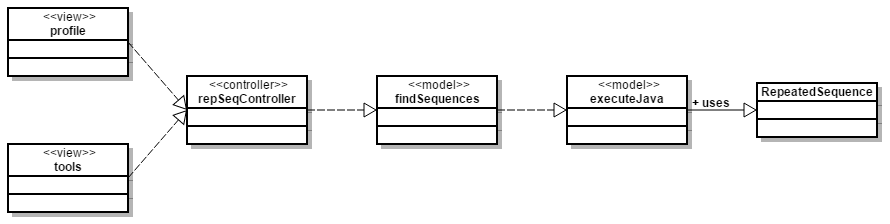 <<view>>
profile
<<view>>
tools
<<controller>>
repSeqController
<<model>>
findSequences
<<model>>
executeJava
+ uses
RepeatedSequence